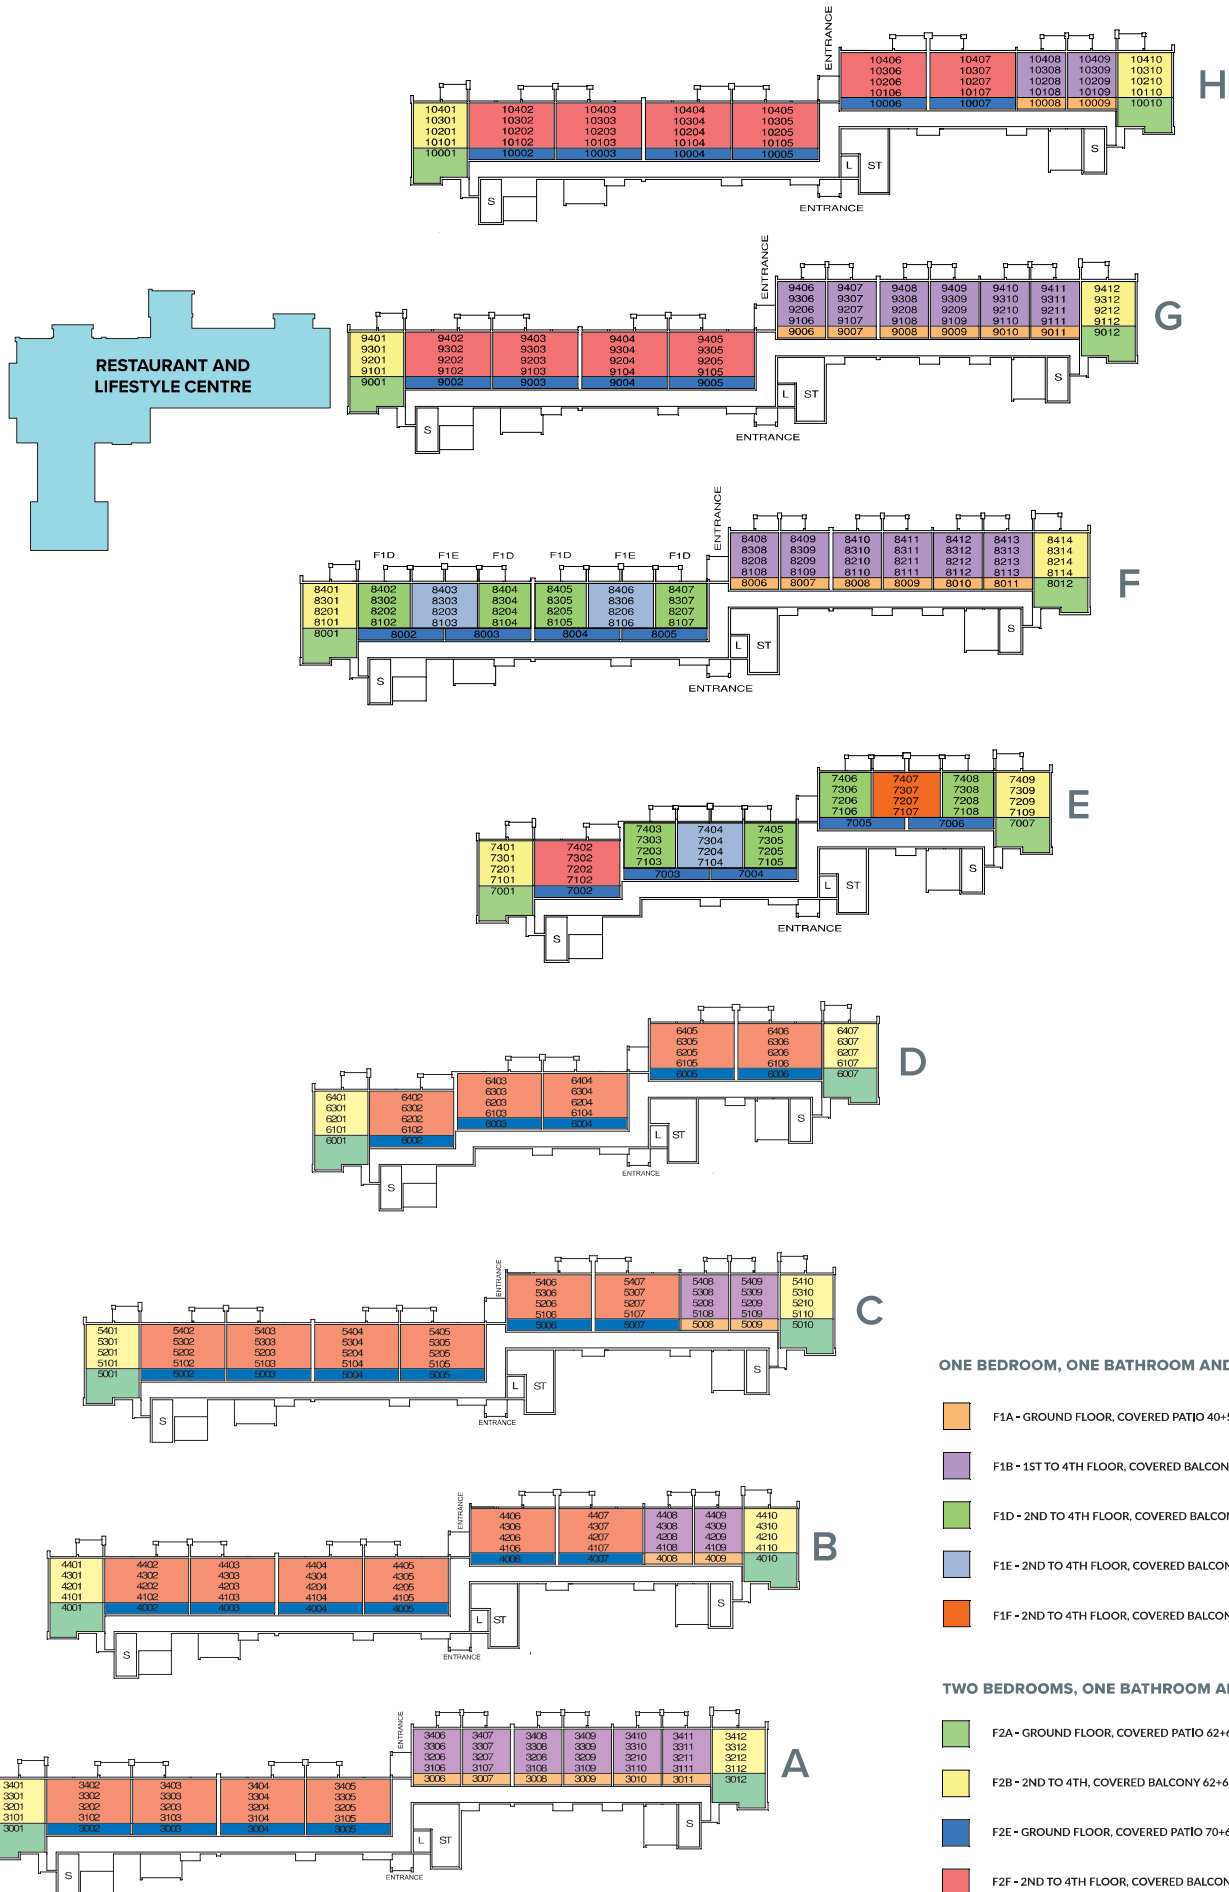 ENTRANCE
H
10406 10407 10408 10409 10410
10306 10307 10308 10309 10310
10206 10207 10208 10209 10210
10106 10107 10108 10109 10110
10006 10007 10008 10009 10010
10401 10402 10403 10404 10405
10301 10302 10303 10304 10305
10201 10202 10203 10204 10205
10101 10102 10103 10104 10105
10001 10002 10003 10004 10005
S
L ST
S
ENTRANCE
ENTRANCE
G
9406 9407 9408 9409 9410 9411 9412
9306 9307 9308 9309 9310 9311 9312
9206 9207 9208 9209 9210 9211 9212
9106 9107 9108 9109 9110 9111 9112
9006 9007 9008 9009 9010 9011 9012
9401 9402 9403 9404 9405
9301 9302 9303 9304 9305
9201 9202 9203 9204 9205
9101 9102 9103 9104 9105
9001 9002 9003 9004 9005
RESTAURANT AND
LIFESTYLE CENTRE
S
L ST
S
ENTRANCE
ENTRANCE
F
8408 8409 8410 8411 8412 8413 8414
8308 8309 8310 8311 8312 8313 8314
8208 8209 8210 8211 8212 8213 8214
8108 8109 8110 8111 8112 8113 8114
8006 8007 8008 8009 8010 8011 8012
F1D F1E F1D F1D F1E F1D
8401 8402 8403 8404 8405 8406 8407
8301 8302 8303 8304 8305 8306 8307
8201 8202 8203 8204 8205 8206 8207
8101 8102 8103 8104 8105 8106 8107
8001 8002 8003 8004 8005
S
L ST
S
ENTRANCE
E
7406 7407 7408 7409
7306 7307 7308 7309
7206 7207 7208 7209
7106 7107 7108 7109
7005 7006 7007
7403 7404 7405
7303 7304 7305
7203 7204 7205
7103 7104 7105
7003 7004
7401 7402
7301 7302
7201 7202
7101 7102
7001 7002
S
L ST
S
ENTRANCE
D
6405 6406 6407
6305 6306 6307
6205 6206 6207
6105 6106 6107
6005 6006 6007
6403 6404
6303 6304
6203 6204
6103 6104
6003 6004
6401 6402
6301 6302
6201 6202
6101 6102
6001 6002
S
L ST
S
ENTRANCE
ENTRANCE
C
5406 5407 5408 5409 5410
5306 5307 5308 5309 5310
5206 5207 5208 5209 5210
5106 5107 5108 5109 5110
5006 5007 5008 5009 5010
5401 5402 5403 5404 5405
5301 5302 5303 5304 5305
5201 5202 5203 5204 5205
5101 5102 5103 5104 5105
5001 5002 5003 5004 5005
S
L ST
S
ENTRANCE
ENTRANCE
B
4406 4407 4408 4409 4410
4306 4307 4308 4309 4310
4206 4207 4208 4209 4210
4106 4107 4108 4109 4110
4006 4007 4008 4009 4010
4401 4402 4403 4404 4405
4301 4302 4303 4304 4305
4201 4202 4203 4204 4205
4101 4102 4103 4104 4105
4001 4002 4003 4004 4005
S
L ST
S
ENTRANCE
ENTRANCE
A
3406 3407 3408 3409 3410 3411 3412
3306 3307 3308 3309 3310 3311 3312
3206 3207 3208 3209 3210 3211 3212
3106 3107 3108 3109 3110 3111 3112
3006 3007 3008 3009 3010 3011 3012
3401 3402 3403 3404 3405
3301 3302 3303 3304 3305
3201 3202 3203 3204 3205
3101 3102 3103 3104 3105
3001 3002 3003 3004 3005
S
L ST
S
ENTRANCE
ONE BEDROOM, ONE BATHROOM AND
F1A - GROUND FLOOR, COVERED PATIO 40+
F1B - 1ST TO 4TH FLOOR, COVERED BALCON
F1D - 2ND TO 4TH FLOOR, COVERED BALCON
F1E - 2ND TO 4TH FLOOR, COVERED BALCON
F1F - 2ND TO 4TH FLOOR, COVERED BALCON
TWO BEDROOMS, ONE BATHROOM A
F2A - GROUND FLOOR, COVERED PATIO 62+6
F2B - 2ND TO 4TH, COVERED BALCONY 62+6
F2E - GROUND FLOOR, COVERED PATIO 70+6
F2F - 2ND TO 4TH FLOOR, COVERED BALCON